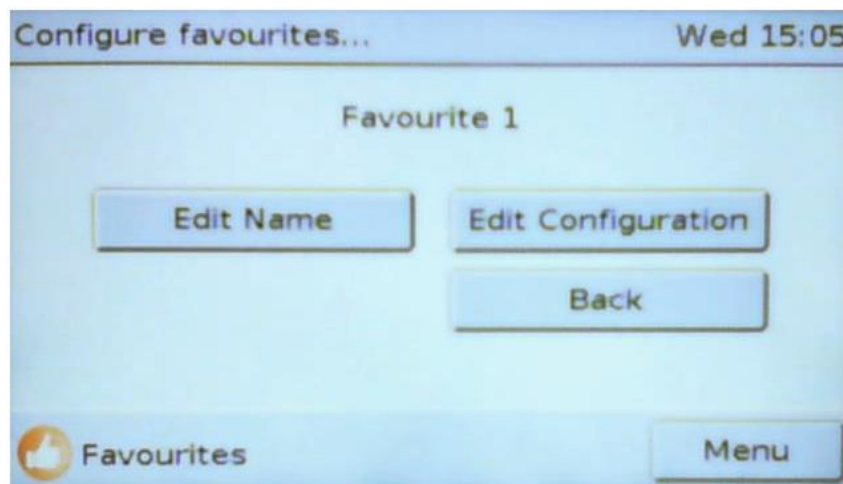 Configure favourites... Wed 15:05
Favourite 1
Edit Name Edit Configuration
Back
Favourites Menu